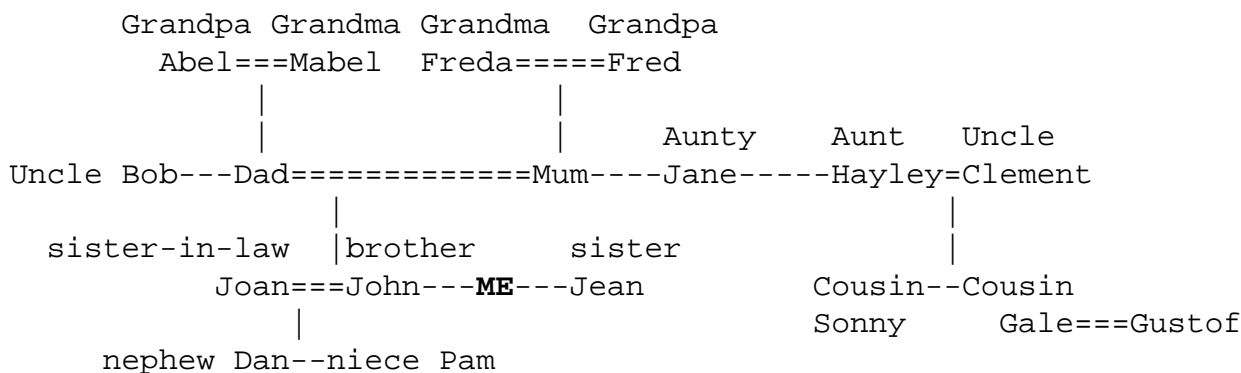 Grandpa Grandma Grandma Grandpa
Abel===Mabel Freda=====Fred
| |
| | Aunty Aunt Uncle
Uncle Bob---Dad=============Mum----Jane-----Hayley=Clement
| |
sister-in-law |brother sister |
Joan===John---ME---Jean Cousin--Cousin
| Sonny Gale===Gustof
nephew Dan--niece Pam